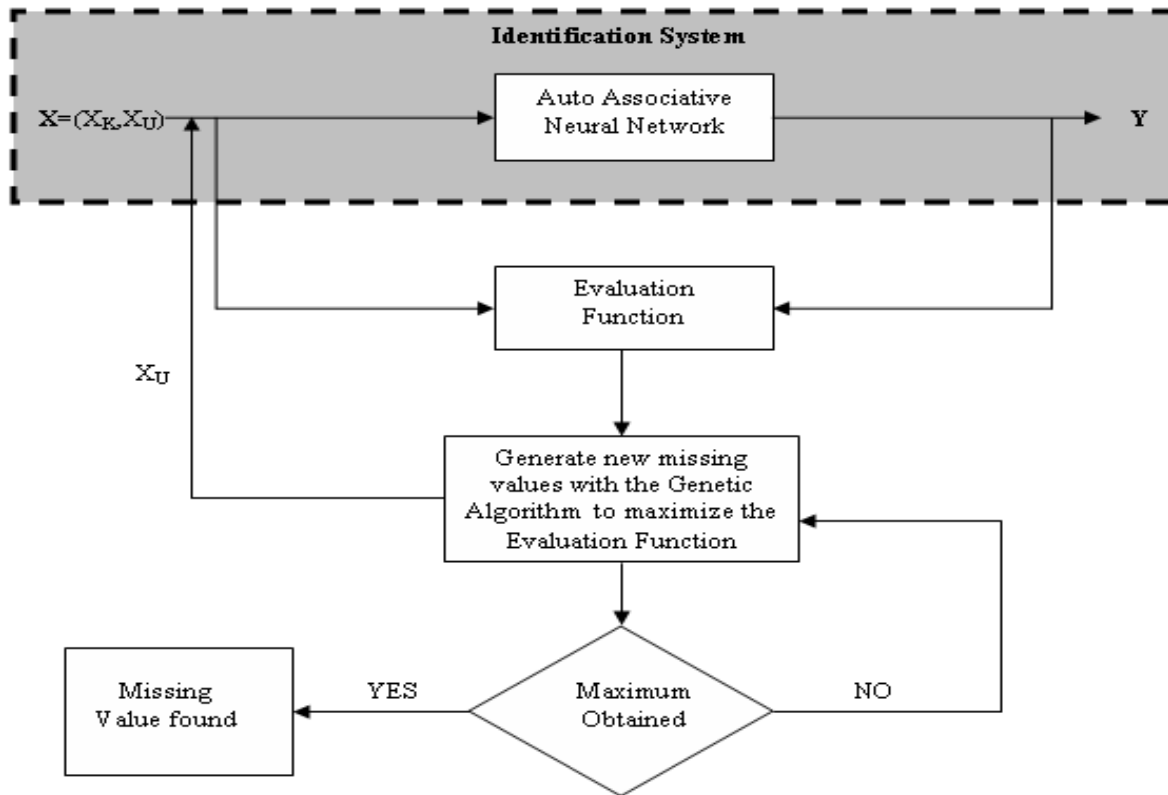 Identification System
X=(XK,XU)
Auto Associative
Neural Network
Y
Evaluation
Function
XU
Generate new missing
values with the Genetic
Algorithm to maximize the
Evaluation Function
Missing
Value found
YES
Maximum
Obtained
NO